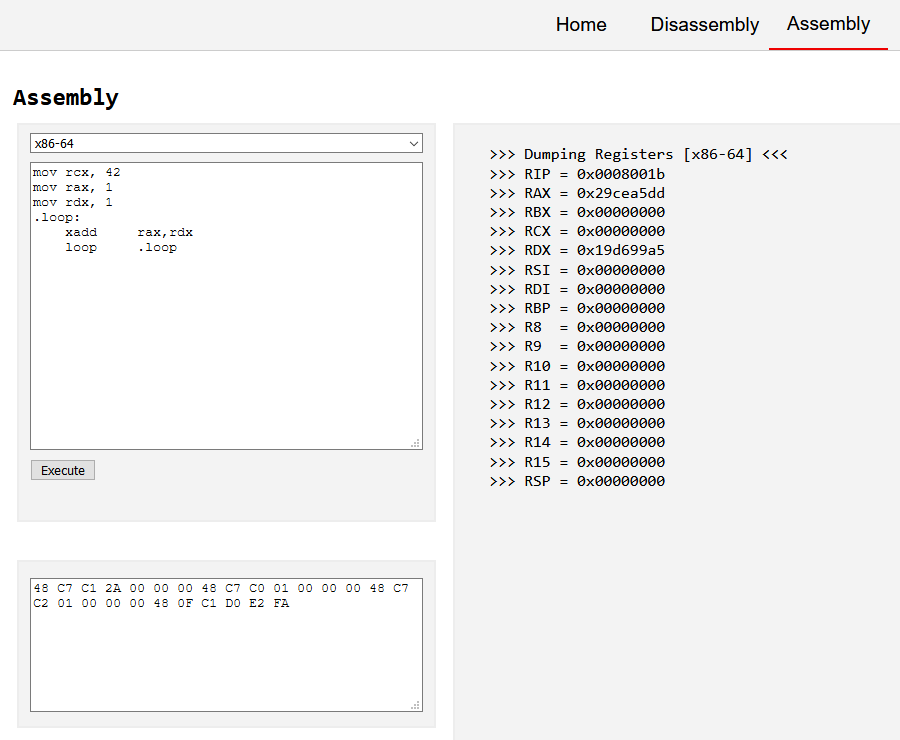 Home Disassembly Assembly
Assembly
x86-64
mov rcx, 42
mov rax, 1
mov rdx, 1
.loop:
    xadd     rax,rdx
    loop     .loop
Execute
48 C7 C1 2A 00 00 00 48 C7 C0 01 00 00 00 48 C7
C2 01 00 00 00 48 0F C1 D0 E2 FA
>>> Dumping Registers [x86-64] <<<
>>> RIP = 0x0008001b
>>> RAX = 0x29cea5dd
>>> RBX = 0x00000000
>>> RCX = 0x00000000
>>> RDX = 0x19d699a5
>>> RSI = 0x00000000
>>> RDI = 0x00000000
>>> RBP = 0x00000000
>>> R8  = 0x00000000
>>> R9  = 0x00000000
>>> R10 = 0x00000000
>>> R11 = 0x00000000
>>> R12 = 0x00000000
>>> R13 = 0x00000000
>>> R14 = 0x00000000
>>> R15 = 0x00000000
>>> RSP = 0x00000000